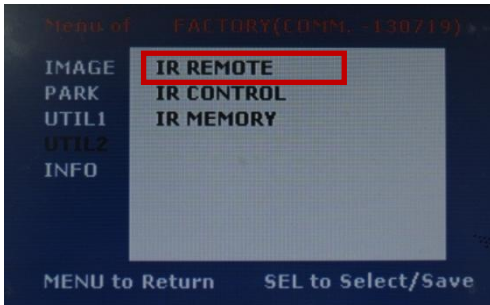 Menu of FACTORY(COMM. -130719)
IMAGE IR REMOTE
PARK IR CONTROL
UTIL1 IR MEMORY
UTIL2
INFO
MENU to Return SEL to Select/Save